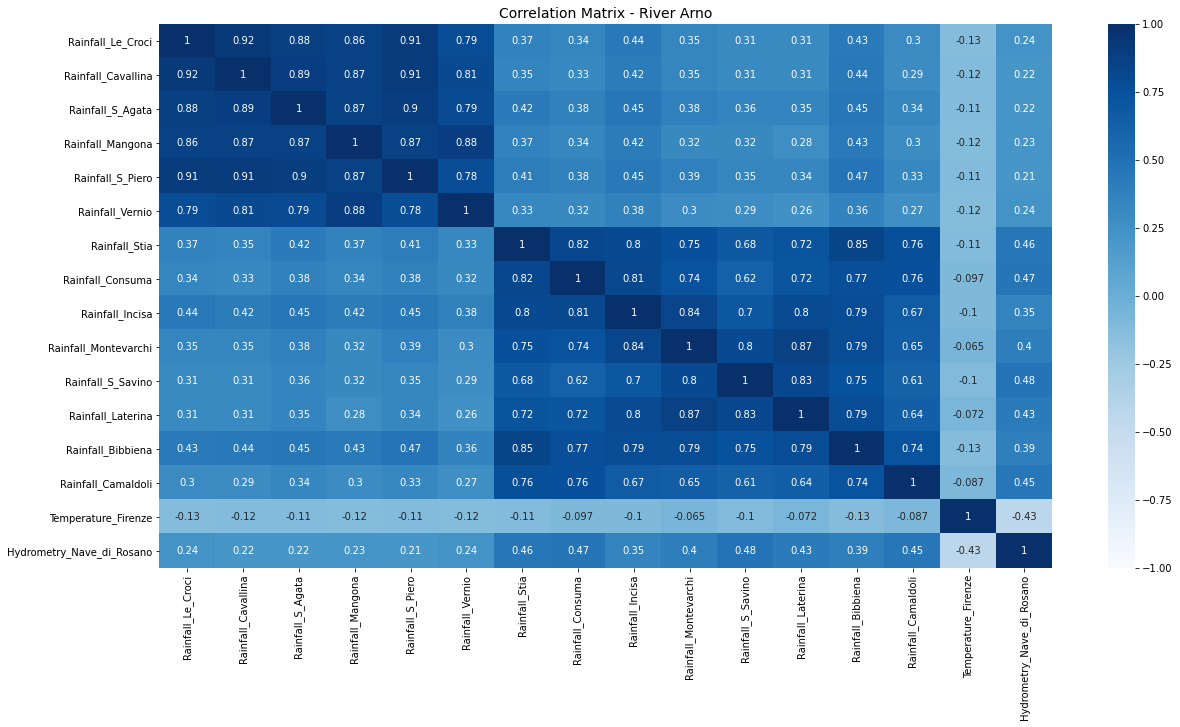 Correlation Matrix - River Arno
Rainfall_Le_Croci 1 0.92 0.88 0.86 0.91 0.79 0.37 0.34 0.44 0.35 0.31 0.31 0.43 0.3 -0.13 0.24
Rainfall_Cavallina 0.92 1 0.89 0.87 0.91 0.81 0.35 0.33 0.42 0.35 0.31 0.31 0.44 0.29 -0.12 0.22
Rainfall_S_Agata 0.88 0.89 1 0.87 0.9 0.79 0.42 0.38 0.45 0.38 0.36 0.35 0.45 0.34 -0.11 0.22
Rainfall_Mangona 0.86 0.87 0.87 1 0.87 0.88 0.37 0.34 0.42 0.32 0.32 0.28 0.43 0.3 -0.12 0.23
Rainfall_S_Piero 0.91 0.91 0.9 0.87 1 0.78 0.41 0.38 0.45 0.39 0.35 0.34 0.47 0.33 -0.11 0.21
Rainfall_Vernio 0.79 0.81 0.79 0.88 0.78 1 0.33 0.32 0.38 0.3 0.29 0.26 0.36 0.27 -0.12 0.24
Rainfall_Stia 0.37 0.35 0.42 0.37 0.41 0.33 1 0.82 0.8 0.75 0.68 0.72 0.85 0.76 -0.11 0.46
Rainfall_Consuma 0.34 0.33 0.38 0.34 0.38 0.32 0.82 1 0.81 0.74 0.62 0.72 0.77 0.76 -0.097 0.47
Rainfall_Incisa 0.44 0.42 0.45 0.42 0.45 0.38 0.8 0.81 1 0.84 0.7 0.8 0.79 0.67 -0.1 0.35
Rainfall_Montevarchi 0.35 0.35 0.38 0.32 0.39 0.3 0.75 0.74 0.84 1 0.8 0.87 0.79 0.65 -0.065 0.4
Rainfall_S_Savino 0.31 0.31 0.36 0.32 0.35 0.29 0.68 0.62 0.7 0.8 1 0.83 0.75 0.61 -0.1 0.48
Rainfall_Laterina 0.31 0.31 0.35 0.28 0.34 0.26 0.72 0.72 0.8 0.87 0.83 1 0.79 0.64 -0.072 0.43
Rainfall_Bibbiena 0.43 0.44 0.45 0.43 0.47 0.36 0.85 0.77 0.79 0.79 0.75 0.79 1 0.74 -0.13 0.39
Rainfall_Camaldoli 0.3 0.29 0.34 0.3 0.33 0.27 0.76 0.76 0.67 0.65 0.61 0.64 0.74 1 -0.087 0.45
Temperature_Firenze -0.13 -0.12 -0.11 -0.12 -0.11 -0.12 -0.11 -0.097 -0.1 -0.065 -0.1 -0.072 -0.13 -0.087 1 -0.43
Hydrometry_Nave_di_Rosano 0.24 0.22 0.22 0.23 0.21 0.24 0.46 0.47 0.35 0.4 0.48 0.43 0.39 0.45 -0.43 1
Rainfall_Le_Croci
Rainfall_Cavallina
Rainfall_S_Agata
Rainfall_Mangona
Rainfall_S_Piero
Rainfall_Vernio
Rainfall_Stia
Rainfall_Consuma
Rainfall_Incisa
Rainfall_Montevarchi
Rainfall_S_Savino
Rainfall_Laterina
Rainfall_Bibbiena
Rainfall_Camaldoli
Temperature_Firenze
Hydrometry_Nave_di_Rosano
1.00
0.75
0.50
0.25
0.00
−0.25
−0.50
−0.75
−1.00